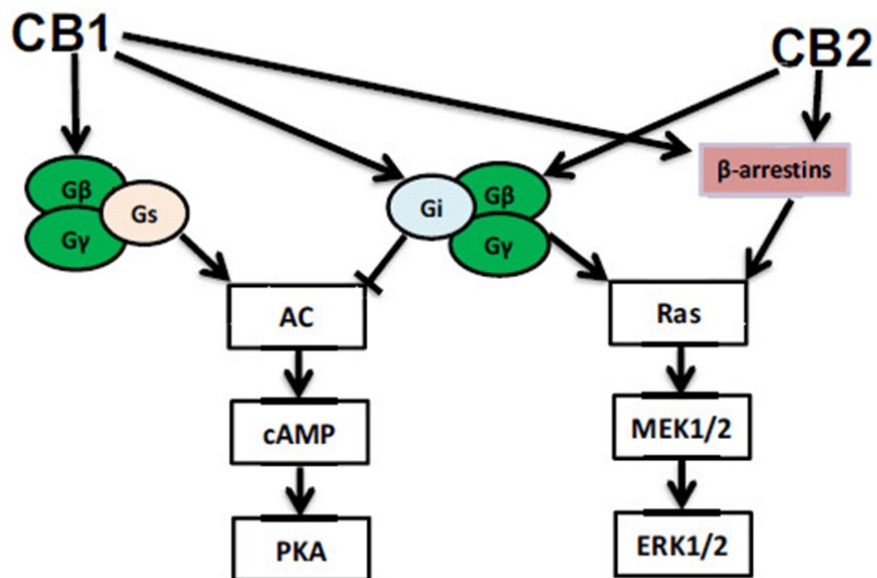 CB1
CB2
Gβ
Gγ
Gs
Gi
Gβ
Gγ
β-arrestins
AC
Ras
cAMP
MEK1/2
PKA
ERK1/2